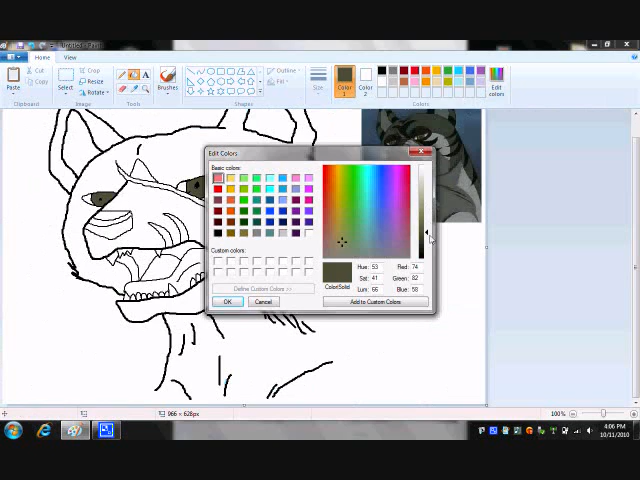 Untitled - Paint
Home
View
Paste
Cut
Copy
Select
Crop
Resize
Rotate
A
Brushes
Outline
Fill
Size
Color 1
Color 2
Edit colors
Clipboard
Image
Tools
Shapes
Colors
Edit Colors
Basic colors:
Custom colors:
Define Custom Colors >>
OK
Cancel
Color|Solid
Hue: 53
Sat: 41
Lum: 66
Red: 74
Green: 82
Blue: 58
Add to Custom Colors
966 × 628px
100%
4:06 PM
10/11/2010